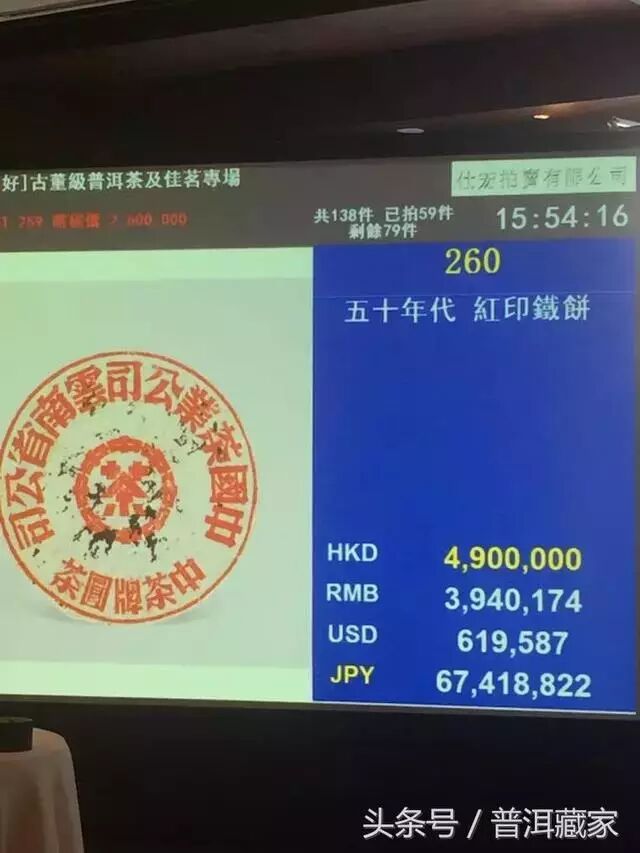 好]古董級普洱茶及佳茗專場
仕宏拍賣有限公司
259 2,600,000
共138件 已拍59件
剩餘79件
15:54:16
260
五十年代 紅印鐵餅
中國茶業公司雲南省公司
茶
中茶牌圓茶
HKD 4,900,000
RMB 3,940,174
USD 619,587
JPY 67,418,822
头条号 / 普洱藏家